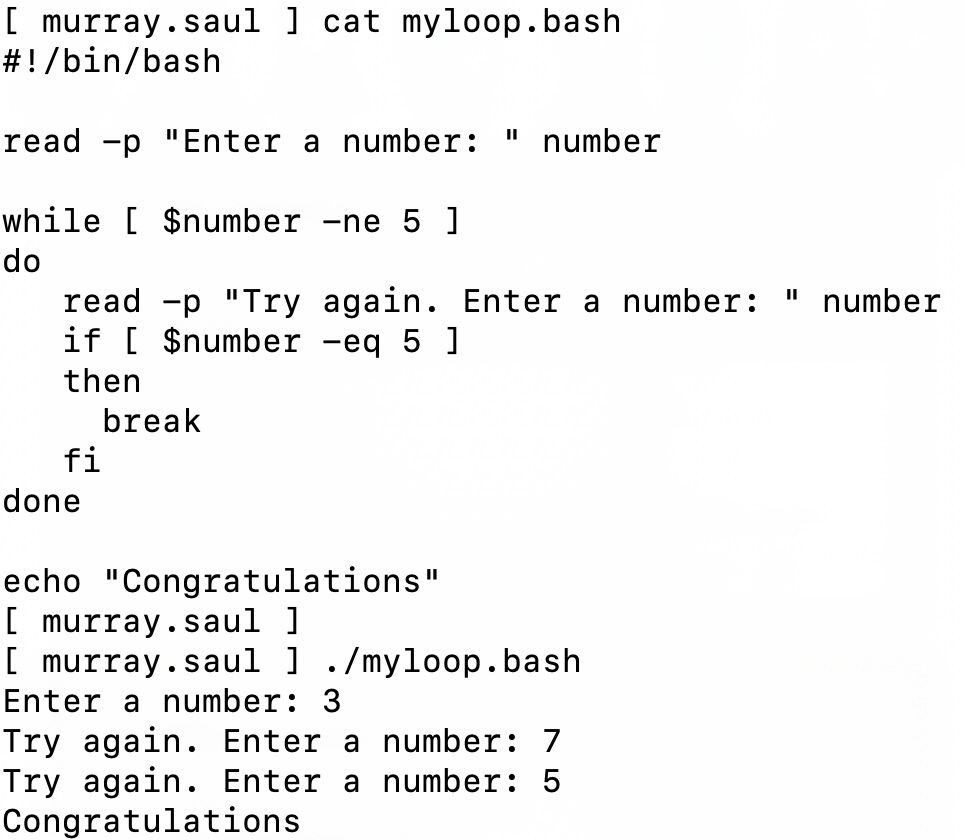 [ murray.saul ] cat myloop.bash
#!/bin/bash
read -p "Enter a number: " number
while [ $number -ne 5 ]
do
read -p "Try again. Enter a number: " number
if [ $number -eq 5 ]
then
break
fi
done
echo "Congratulations"
[ murray.saul ]
[ murray.saul ] ./myloop.bash
Enter a number: 3
Try again. Enter a number: 7
Try again. Enter a number: 5
Congratulations